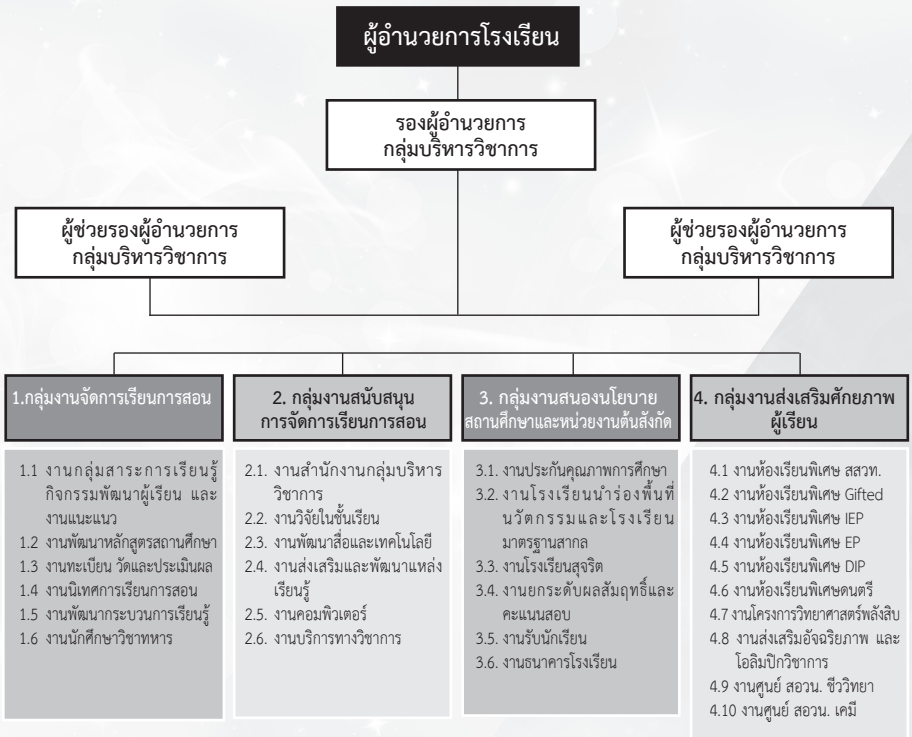 ผู้อำนวยการโรงเรียน
รองผู้อำนวยการ
กลุ่มบริหารวิชาการ
ผู้ช่วยรองผู้อำนวยการ
กลุ่มบริหารวิชาการ
ผู้ช่วยรองผู้อำนวยการ
กลุ่มบริหารวิชาการ
1.กลุ่มงานจัดการเรียนการสอน
1.1 งานกลุ่มสาระการเรียนรู้
กิจกรรมพัฒนาผู้เรียน และ
งานแนะแนว
1.2 งานพัฒนาหลักสูตรสถานศึกษา
1.3 งานทะเบียน วัดและประเมินผล
1.4 งานนิเทศการเรียนการสอน
1.5 งานพัฒนากระบวนการเรียนรู้
1.6 งานนักศึกษาวิชาทหาร
2. กลุ่มงานสนับสนุน
การจัดการเรียนการสอน
2.1. งานสำนักงานกลุ่มบริหาร
วิชาการ
2.2. งานวิจัยในชั้นเรียน
2.3. งานพัฒนาสื่อและเทคโนโลยี
2.4. งานส่งเสริมและพัฒนาแหล่ง
เรียนรู้
2.5. งานคอมพิวเตอร์
2.6. งานบริการทางวิชาการ
3. กลุ่มงานสนองนโยบาย
สถานศึกษาและหน่วยงานต้นสังกัด
3.1. งานประกันคุณภาพการศึกษา
3.2. งานโรงเรียนนำร่องพื้นที่
นวัตกรรมและโรงเรียน
มาตรฐานสากล
3.3. งานโรงเรียนสุจริต
3.4. งานยกระดับผลสัมฤทธิ์และ
คะแนนสอบ
3.5. งานรับนักเรียน
3.6. งานธนาคารโรงเรียน
4. กลุ่มงานส่งเสริมศักยภาพ
ผู้เรียน
4.1 งานห้องเรียนพิเศษ สสวท.
4.2 งานห้องเรียนพิเศษ Gifted
4.3 งานห้องเรียนพิเศษ IEP
4.4 งานห้องเรียนพิเศษ EP
4.5 งานห้องเรียนพิเศษ DIP
4.6 งานห้องเรียนพิเศษดนตรี
4.7 งานโครงการวิทยาศาสตร์พลังสิบ
4.8 งานส่งเสริมอัจฉริยภาพ และ
โอลิมปิกวิชาการ
4.9 งานศูนย์ สอวน. ชีววิทยา
4.10 งานศูนย์ สอวน. เคมี